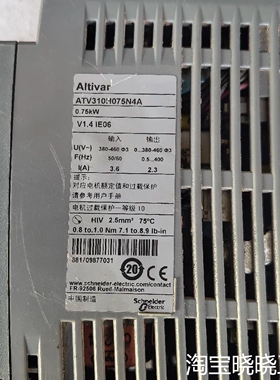 Altivar
ATV310H075N4A
0.75kW
V1.4 IE06
输入 输出
U(V~) 380-460 Φ3 0...380-460 Φ3
F(Hz) 50/60 0.5...400
I(A) 3.6 2.3
提示：
对应电机额定值和过载保护
请参考用户手册
电机过载保护一等级 10
HIV 2.5mm² 75℃
0.8 to 1.0 Nm 7.1 to 8.9 lb-in
20
www.schneider-electric.com/contact
FR-92506 Rueil-Malmaison
中国制造
Schneider
Electric
淘宝晓晓